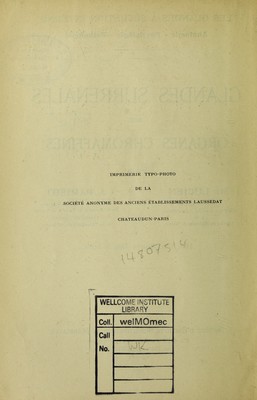 IMPRIMERIE TYPO-PHOTO
DE LA
SOCIÉTÉ ANONYME DES ANCIENS ÉTABLISSEMENTS LAUSSEDAT
CHATEAUDUN-PARIS
14807514
WELLCOME INSTITUTE
LIBRARY
Coll. welMOmec
Call
No. WK